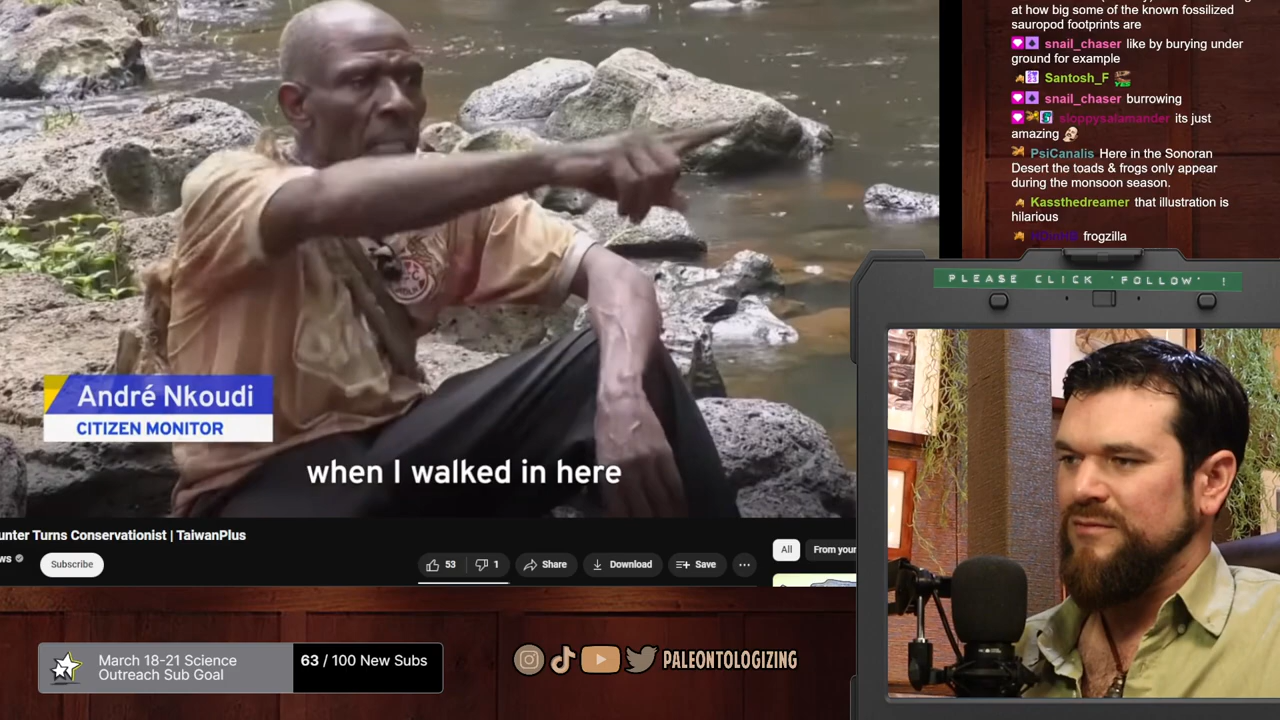 at how big some of the known fossilized
sauropod footprints are
snail_chaser like by burying under
ground for example
Santosh_F YES
snail_chaser burrowing
sloppysalamander its just
amazing
PsiCanalis Here in the Sonoran
Desert the toads & frogs only appear
during the monsoon season.
Kassthedreamer that illustration is
hilarious
frogzilla
PLEASE CLICK 'FOLLOW' !
André Nkoudi
CITIZEN MONITOR
when I walked in here
unter Turns Conservationist | TaiwanPlus
ws
Subscribe
53
1
Share
Download
Save
All
From your
March 18-21 Science
Outreach Sub Goal
63 / 100 New Subs
PALEONTOLOGIZING